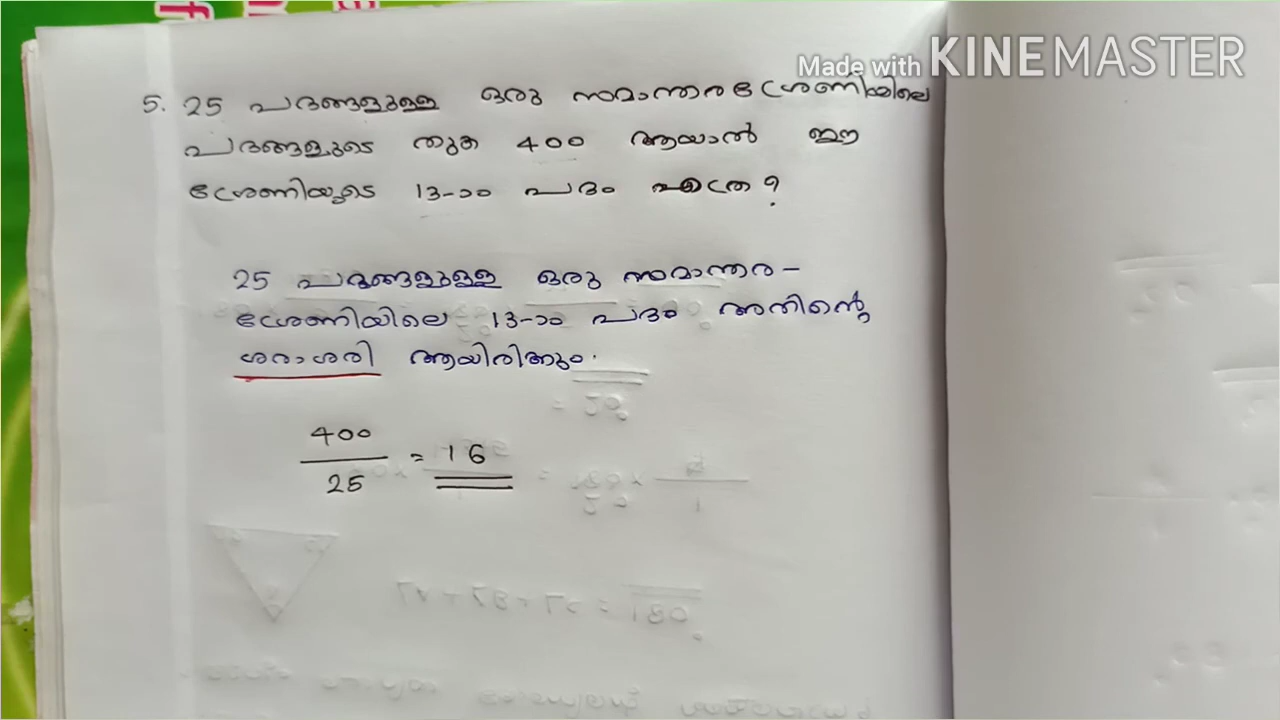 Made with KINEMASTER
5. 25 പദങ്ങളുള്ള ഒരു സമാന്തരശ്രേണിയിലെ
പദങ്ങളുടെ തുക 400 ആയാൽ ഈ
ശ്രേണിയുടെ 13-ാം പദം എത്ര?
25 പദങ്ങളുള്ള ഒരു സമാന്തര-
ശ്രേണിയിലെ 13-ാം പദം അതിന്റെ
ശരാശരി ആയിരിക്കും.
400
25
= 16